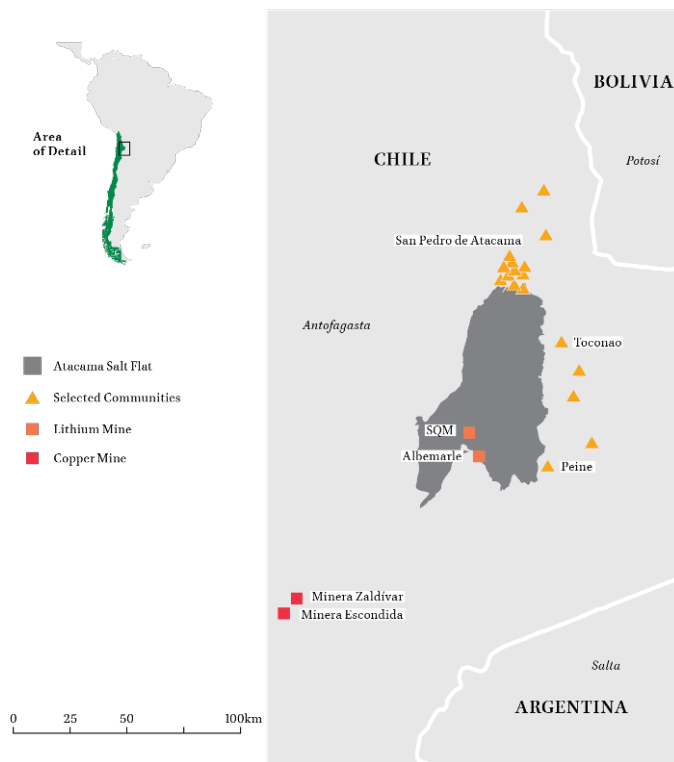 Area
of Detail
Atacama Salt Flat
Selected Communities
Lithium Mine
Copper Mine
0 25 50 100km
BOLIVIA
Potosí
CHILE
San Pedro de Atacama
Antofagasta
Toconao
SQM
Albemarle
Peine
Minera Zaldívar
Minera Escondida
Salta
ARGENTINA